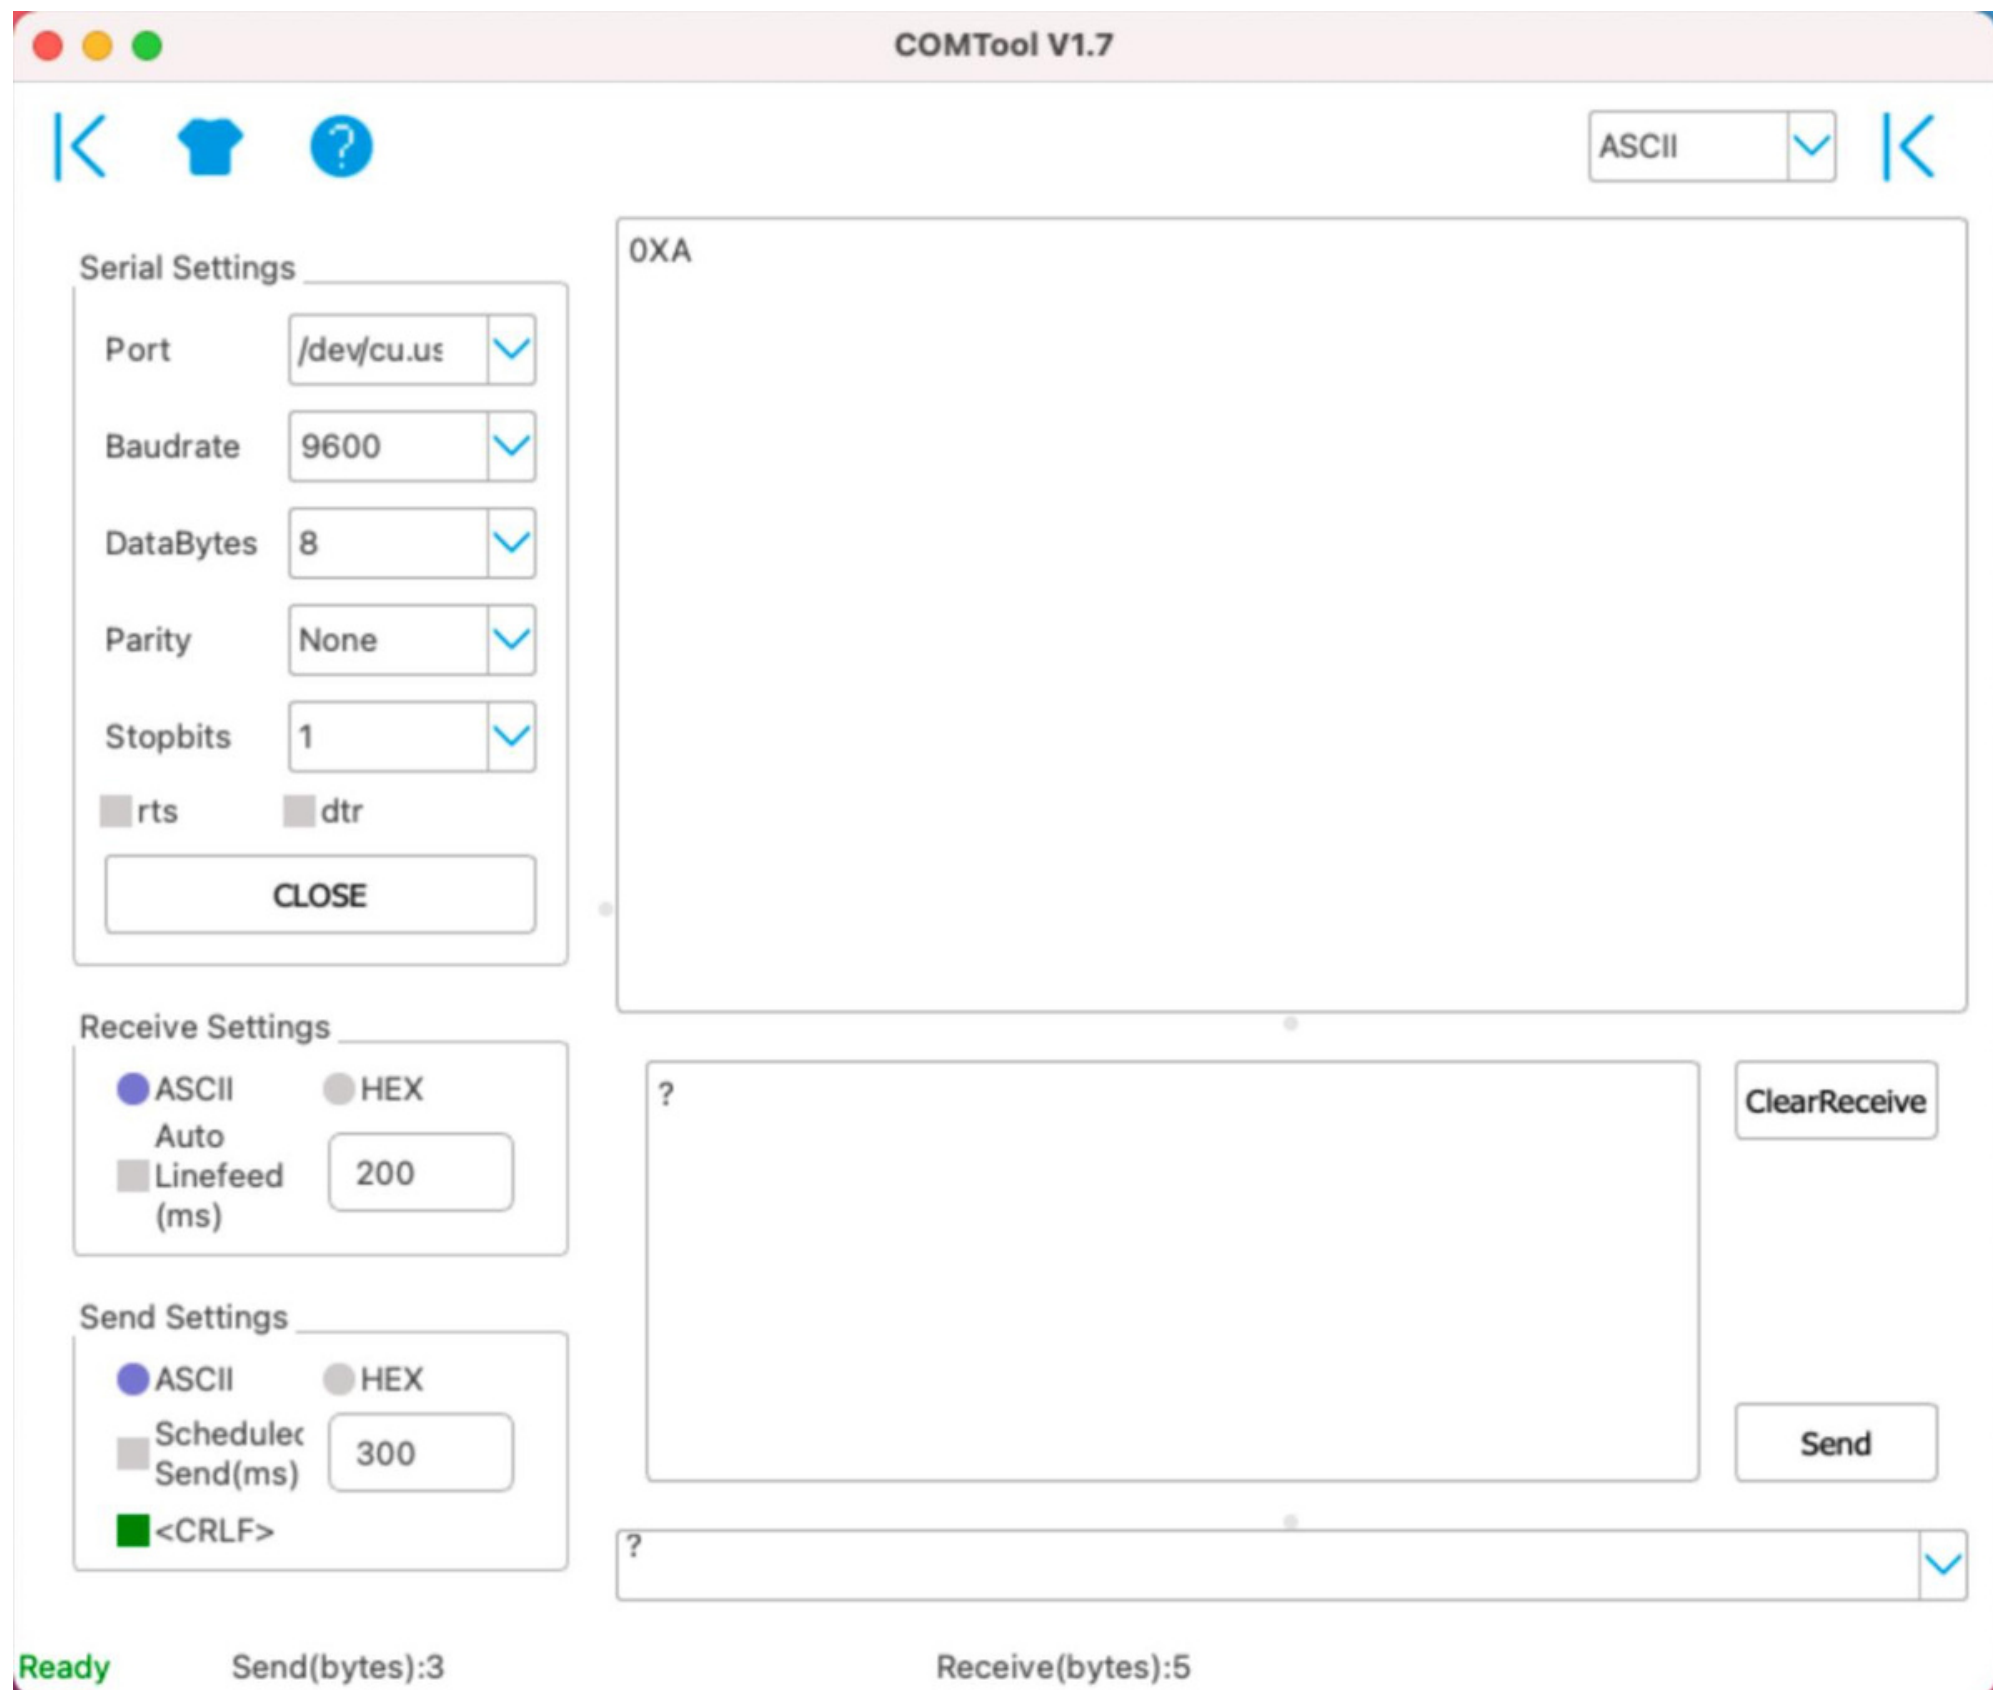 COMTool V1.7
ASCII
Serial Settings
Port /dev/cu.us
Baudrate 9600
DataBytes 8
Parity None
Stopbits 1
rts dtr
CLOSE
Receive Settings
ASCII HEX
Auto
Linefeed
(ms)
200
Send Settings
ASCII HEX
Scheduled
Send(ms)
300
<CRLF>
0XA
?
ClearReceive
Send
?
Ready Send(bytes):3 Receive(bytes):5